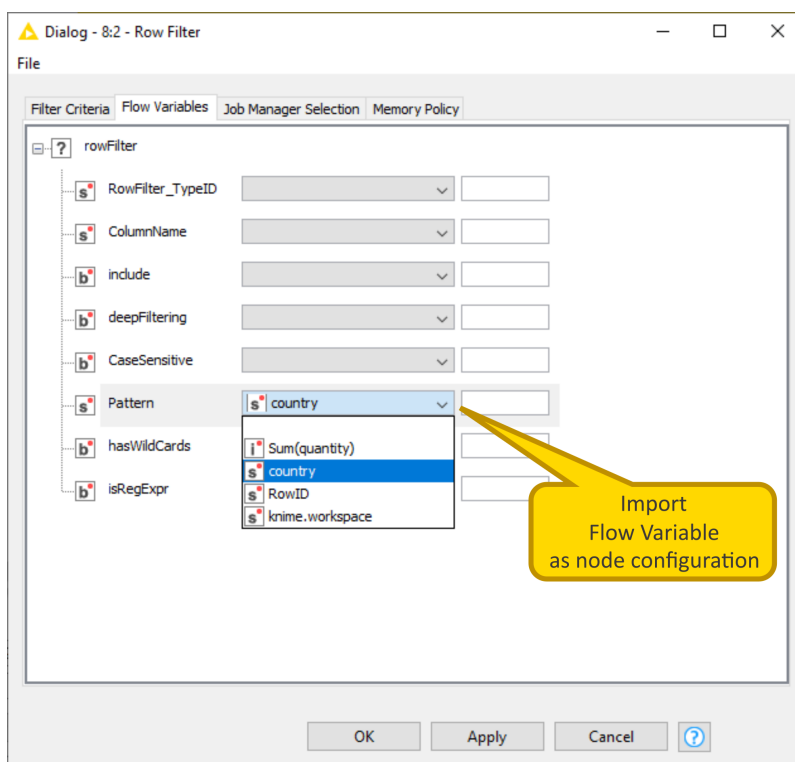 Dialog - 8:2 - Row Filter
File
Filter Criteria Flow Variables Job Manager Selection Memory Policy
? rowFilter
s RowFilter_TypeID
s ColumnName
b include
b deepFiltering
b CaseSensitive
s Pattern s country
b hasWildCards
i Sum(quantity)
s country
b isRegExpr
s RowID
s knime.workspace
Import
Flow Variable
as node configuration
OK Apply Cancel ?